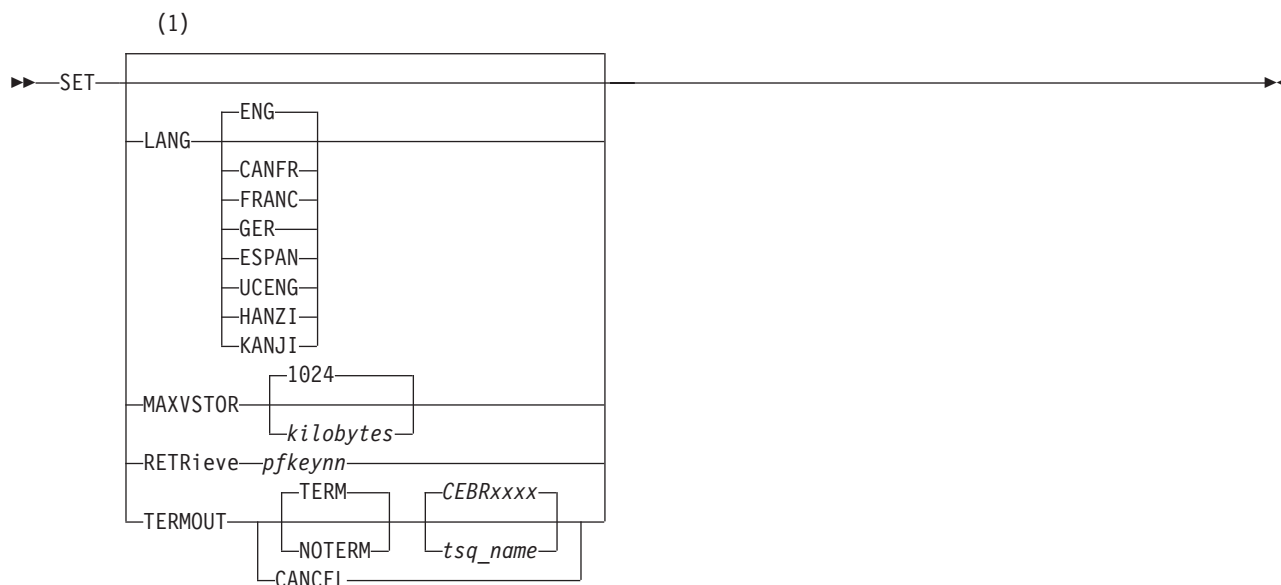 (1)
SET
ENG
LANG
CANFR
FRANC
GER
ESPAN
UCENG
HANZI
KANJI
1024
MAXVSTOR
kilobytes
RETRieve pfkeynn
TERM CEBRxxxx
TERMOUT
NOTERM tsq_name
CANCEL